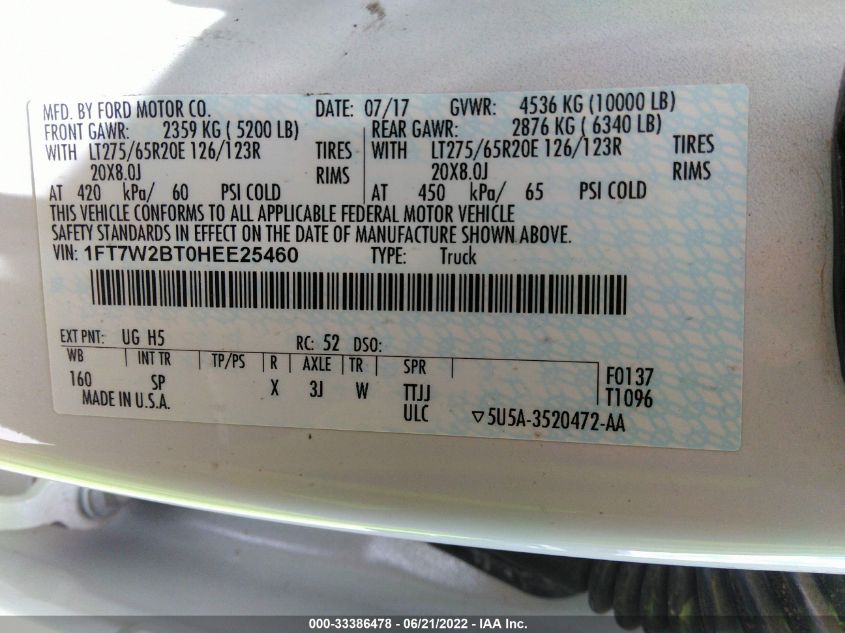 MFD. BY FORD MOTOR CO. DATE: 07/17 GVWR: 4536 KG (10000 LB)
FRONT GAWR: 2359 KG ( 5200 LB) REAR GAWR: 2876 KG ( 6340 LB)
WITH LT275/65R20E 126/123R TIRES WITH LT275/65R20E 126/123R TIRES
20X8.0J RIMS 20X8.0J RIMS
AT 420 kPa/ 60 PSI COLD AT 450 kPa/ 65 PSI COLD
THIS VEHICLE CONFORMS TO ALL APPLICABLE FEDERAL MOTOR VEHICLE
SAFETY STANDARDS IN EFFECT ON THE DATE OF MANUFACTURE SHOWN ABOVE.
VIN: 1FT7W2BT0HEE25460 TYPE: Truck
EXT PNT: UG H5 RC: 52 DSO:
WB INT TR TP/PS R AXLE TR SPR
160 SP X 3J W TTJJ F0137
MADE IN U.S.A. ULC T1096
▽5U5A-3520472-AA
000-33386478 - 06/21/2022 - IAA Inc.